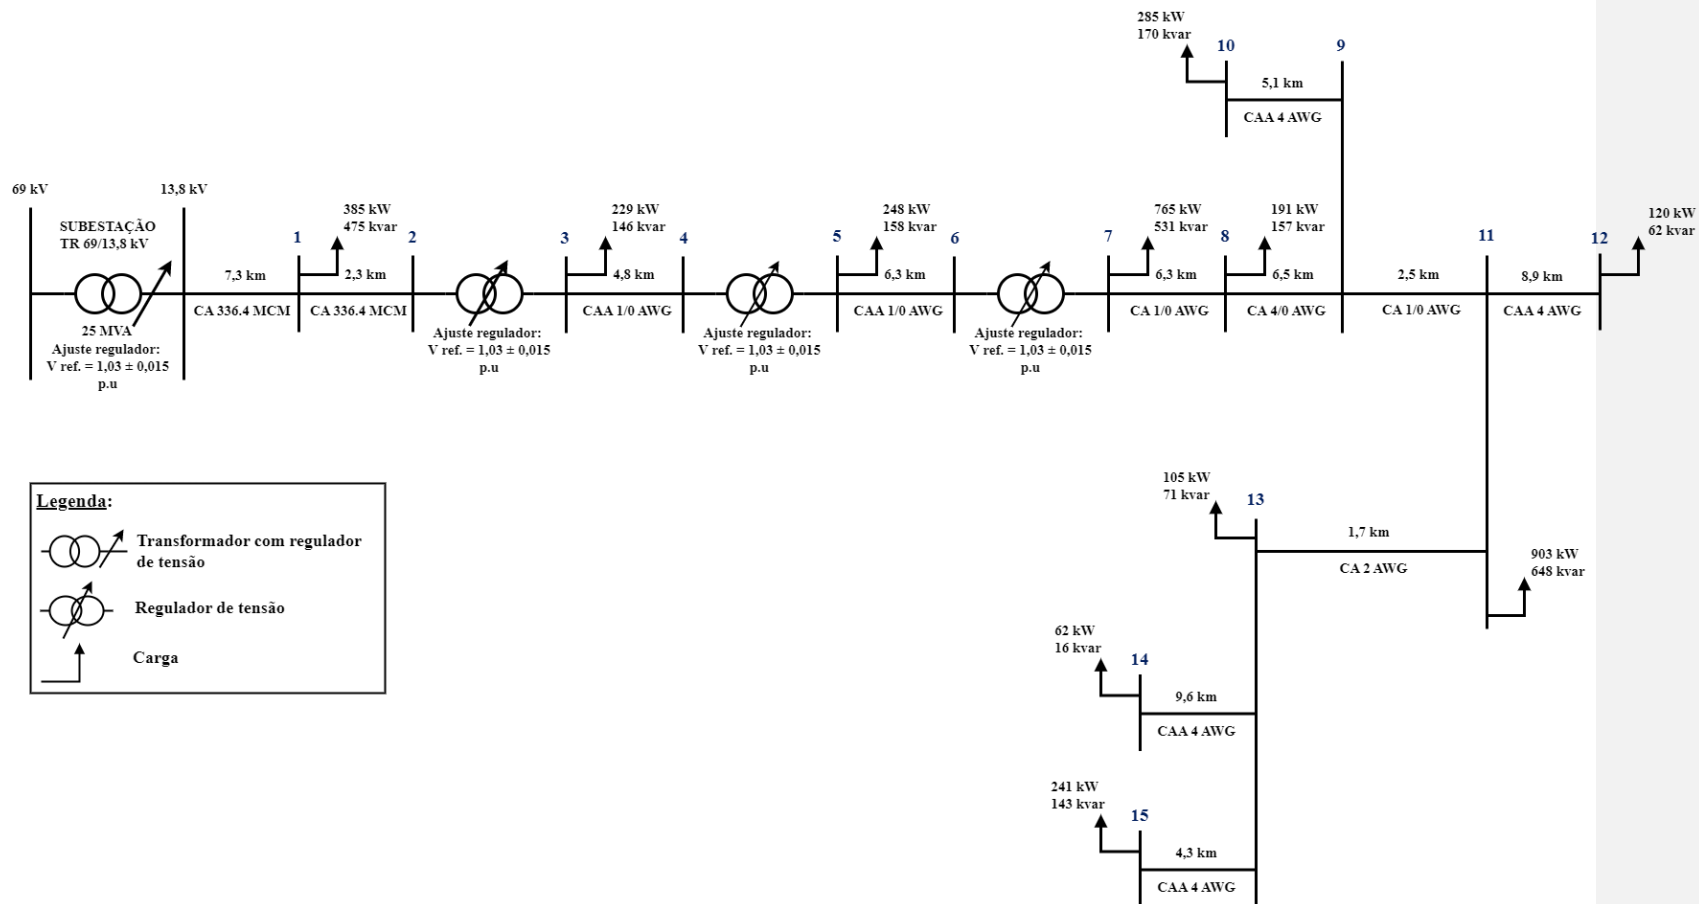 285 kW
170 kvar
10
9
5,1 km
CAA 4 AWG
69 kV
13,8 kV
SUBESTAÇÃO
TR 69/13,8 kV
25 MVA
Ajuste regulador:
V ref. = 1,03 ± 0,015
p.u
7,3 km
CA 336.4 MCM
1
385 kW
475 kvar
2,3 km
CA 336.4 MCM
2
Ajuste regulador:
V ref. = 1,03 ± 0,015
p.u
3
229 kW
146 kvar
4,8 km
CAA 1/0 AWG
4
Ajuste regulador:
V ref. = 1,03 ± 0,015
p.u
5
248 kW
158 kvar
6,3 km
CAA 1/0 AWG
6
Ajuste regulador:
V ref. = 1,03 ± 0,015
p.u
7
765 kW
531 kvar
6,3 km
CA 1/0 AWG
8
191 kW
157 kvar
6,5 km
CA 4/0 AWG
2,5 km
CA 1/0 AWG
11
8,9 km
CAA 4 AWG
12
120 kW
62 kvar
105 kW
71 kvar
13
1,7 km
CA 2 AWG
903 kW
648 kvar
62 kW
16 kvar
14
9,6 km
CAA 4 AWG
241 kW
143 kvar
15
4,3 km
CAA 4 AWG
Legenda:
Transformador com regulador
de tensão
Regulador de tensão
Carga